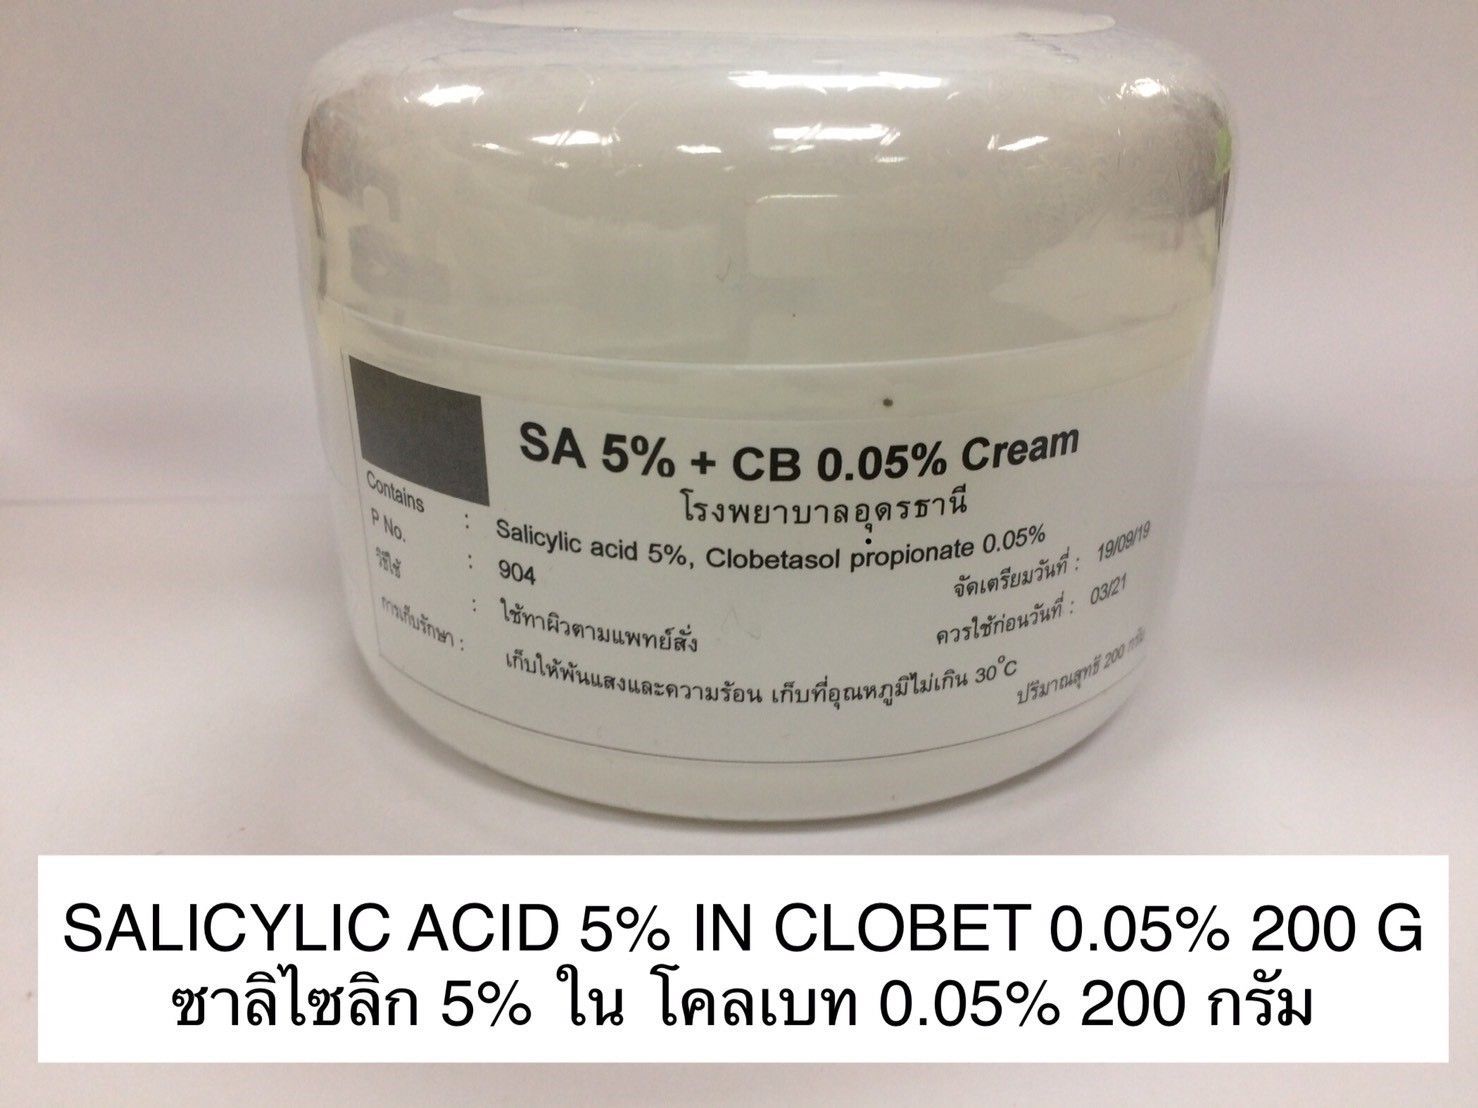 SA 5% + CB 0.05% Cream
โรงพยาบาลอุดรธานี
Contains : Salicylic acid 5%, Clobetasol propionate 0.05%
P No. : 904
จัดเตรียมวันที่ : 19/09/19
วิธีใช้ : ใช้ทาผิวตามแพทย์สั่ง
ควรใช้ก่อนวันที่ : 03/21
การเก็บรักษา : เก็บให้พ้นแสงและความร้อน เก็บที่อุณหภูมิไม่เกิน 30°C
ปริมาณสุทธิ 200 กรัม
SALICYLIC ACID 5% IN CLOBET 0.05% 200 G
ซาลิไซลิก 5% ใน โคลเบท 0.05% 200 กรัม